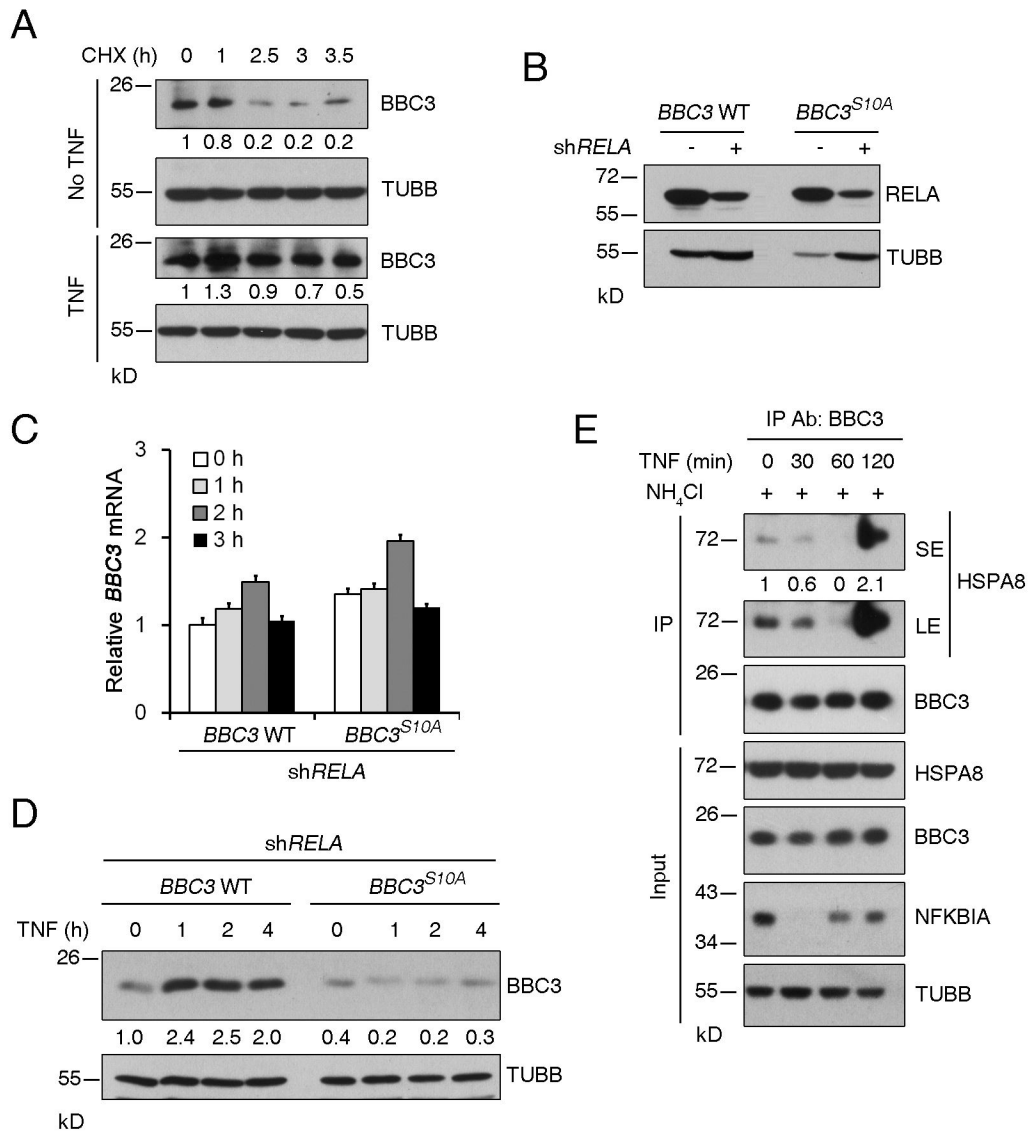 A
CHX (h) 0 1 2.5 3 3.5
No TNF
26
BBC3
1 0.8 0.2 0.2 0.2
55
TUBB
TNF
26
BBC3
1 1.3 0.9 0.7 0.5
55
TUBB
kD
B
BBC3 WT BBC3^S10A
shRELA - + - +
72
RELA
55
55
TUBB
kD
C
Relative BBC3 mRNA
3
2
1
0
0 h
1 h
2 h
3 h
BBC3 WT BBC3^S10A
shRELA
D
shRELA
BBC3 WT BBC3^S10A
TNF (h) 0 1 2 4 0 1 2 4
26
BBC3
1.0 2.4 2.5 2.0 0.4 0.2 0.2 0.3
55
TUBB
kD
E
IP Ab: BBC3
TNF (min) 0 30 60 120
NH4Cl + + + +
IP
72
SE
HSPA8
1 0.6 0 2.1
72
LE
26
BBC3
Input
72
HSPA8
26
BBC3
43
NFKBIA
34
55
TUBB
kD